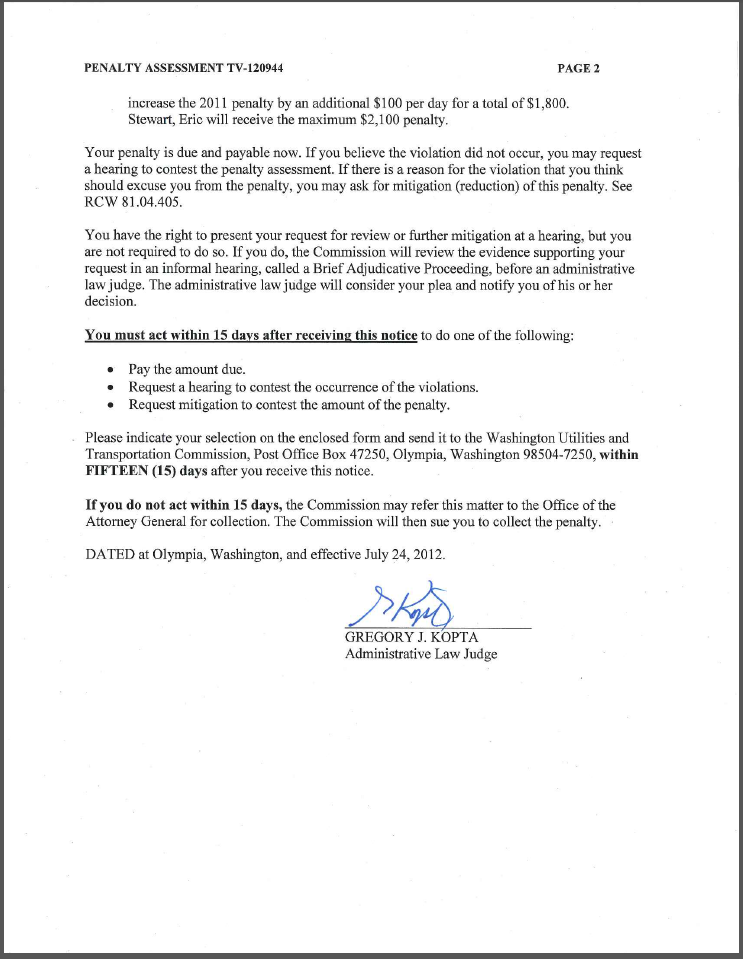 PENALTY ASSESSMENT TV-120944 PAGE 2
increase the 2011 penalty by an additional $100 per day for a total of $1,800.
Stewart, Eric will receive the maximum $2,100 penalty.
Your penalty is due and payable now. If you believe the violation did not occur, you may request
a hearing to contest the penalty assessment. If there is a reason for the violation that you think
should excuse you from the penalty, you may ask for mitigation (reduction) of this penalty. See
RCW 81.04.405.
You have the right to present your request for review or further mitigation at a hearing, but you
are not required to do so. If you do, the Commission will review the evidence supporting your
request in an informal hearing, called a Brief Adjudicative Proceeding, before an administrative
law judge. The administrative law judge will consider your plea and notify you of his or her
decision.
You must act within 15 days after receiving this notice to do one of the following:
• Pay the amount due.
• Request a hearing to contest the occurrence of the violations.
• Request mitigation to contest the amount of the penalty.
Please indicate your selection on the enclosed form and send it to the Washington Utilities and
Transportation Commission, Post Office Box 47250, Olympia, Washington 98504-7250, within
FIFTEEN (15) days after you receive this notice.
If you do not act within 15 days, the Commission may refer this matter to the Office of the
Attorney General for collection. The Commission will then sue you to collect the penalty.
DATED at Olympia, Washington, and effective July 24, 2012.
GREGORY J. KOPTA
Administrative Law Judge